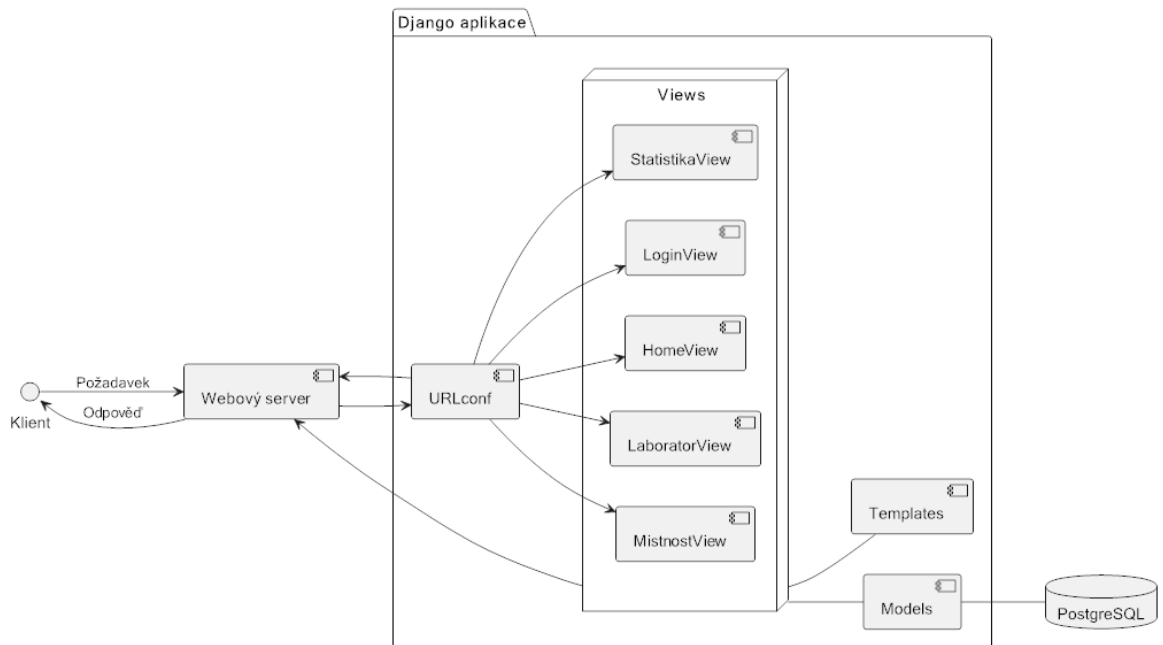 Django aplikace
Views
StatistikaView
LoginView
HomeView
Požadavek
Webový server
URLconf
Odpověď
Klient
LaboratorView
Templates
MistnostView
Models
PostgreSQL